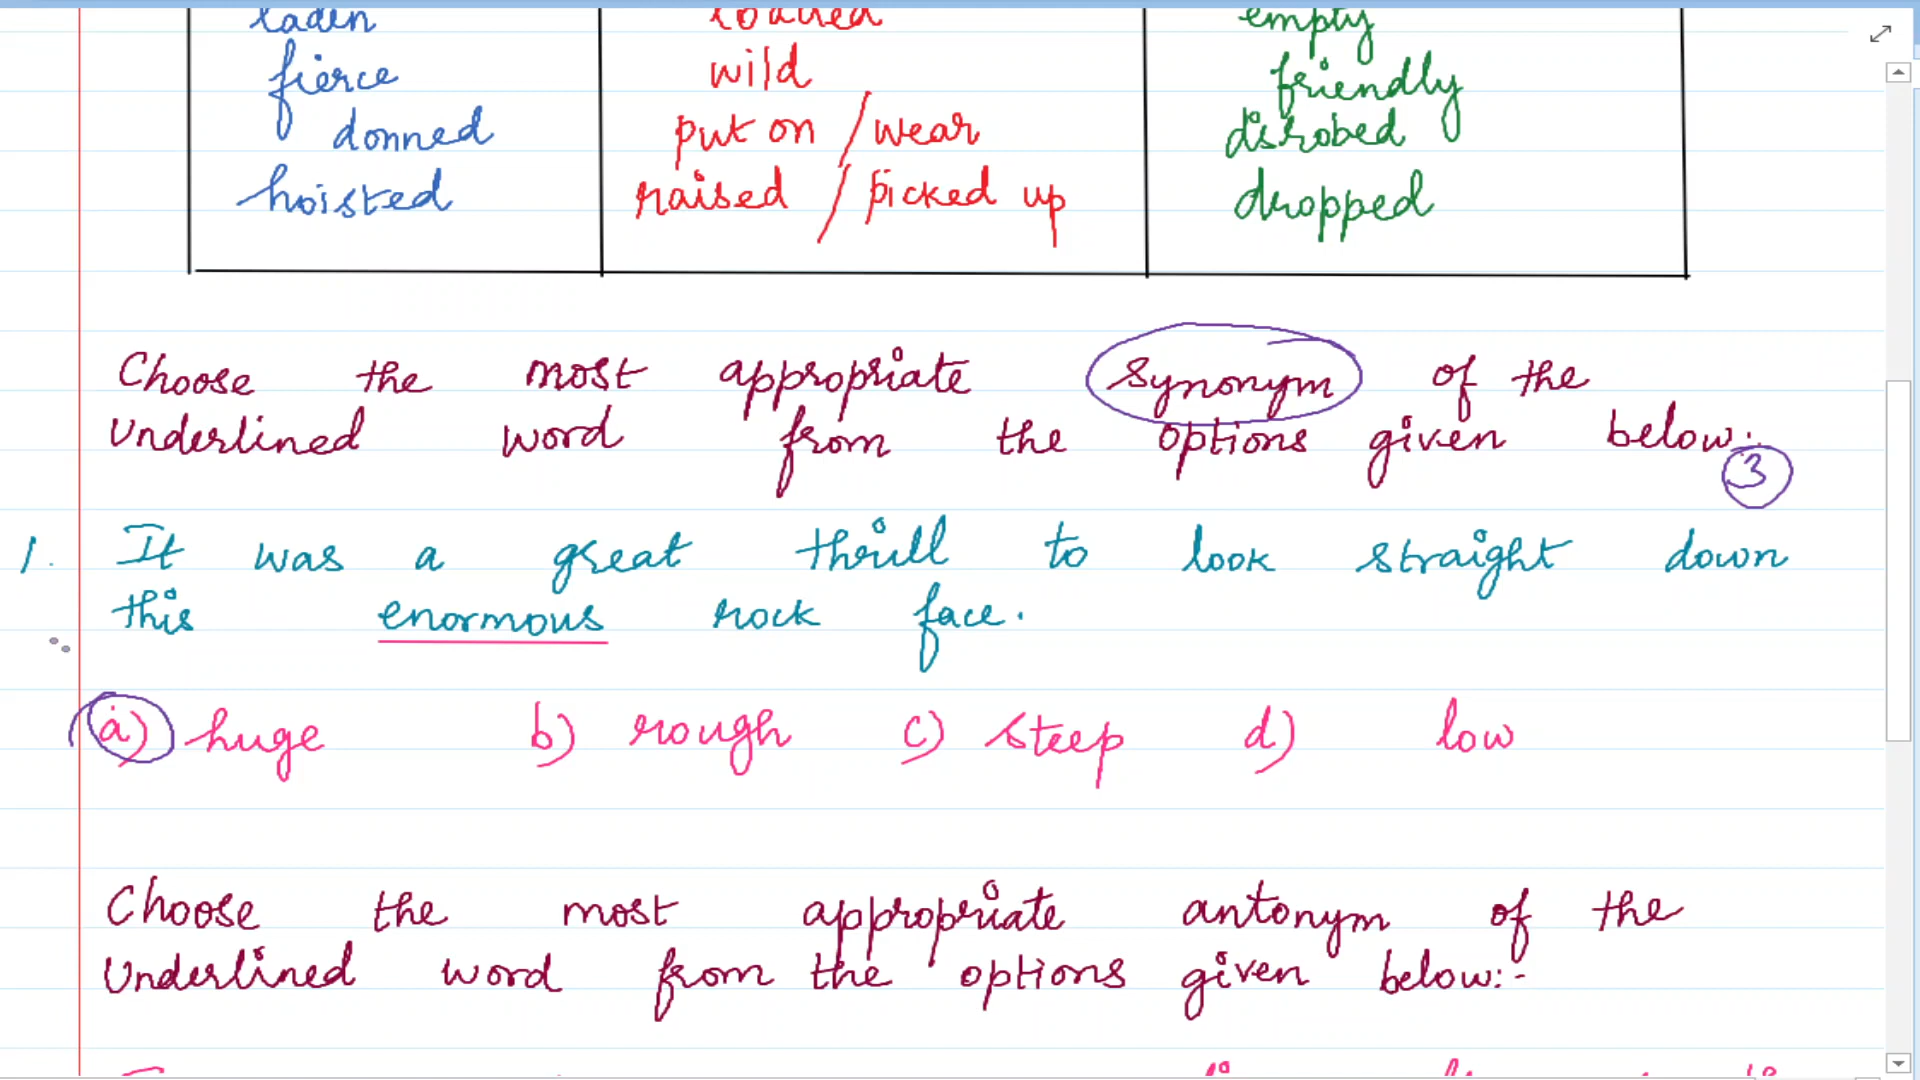 laden loaded empty
fierce wild friendly
donned put on / wear disrobed
hoisted raised / picked up dropped
Choose the most appropriate synonym of the
Underlined word from the options given below:
3
1. It was a great thrill to look straight down
this enormous rock face.
a) huge b) rough c) steep d) low
Choose the most appropriate antonym of the
Underlined word from the options given below:-